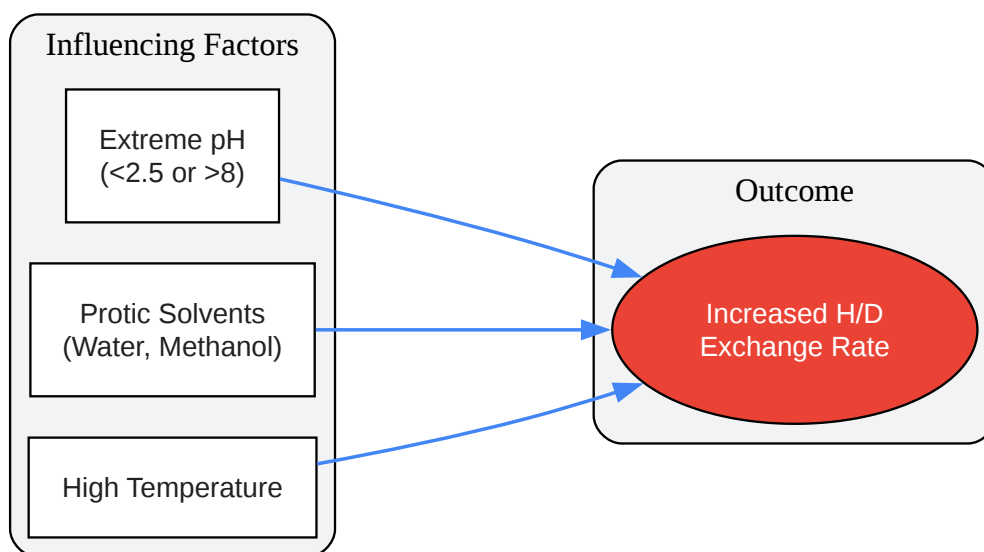 Influencing Factors
Extreme pH
(<2.5 or >8)
Protic Solvents
(Water, Methanol)
High Temperature
Outcome
Increased H/D
Exchange Rate